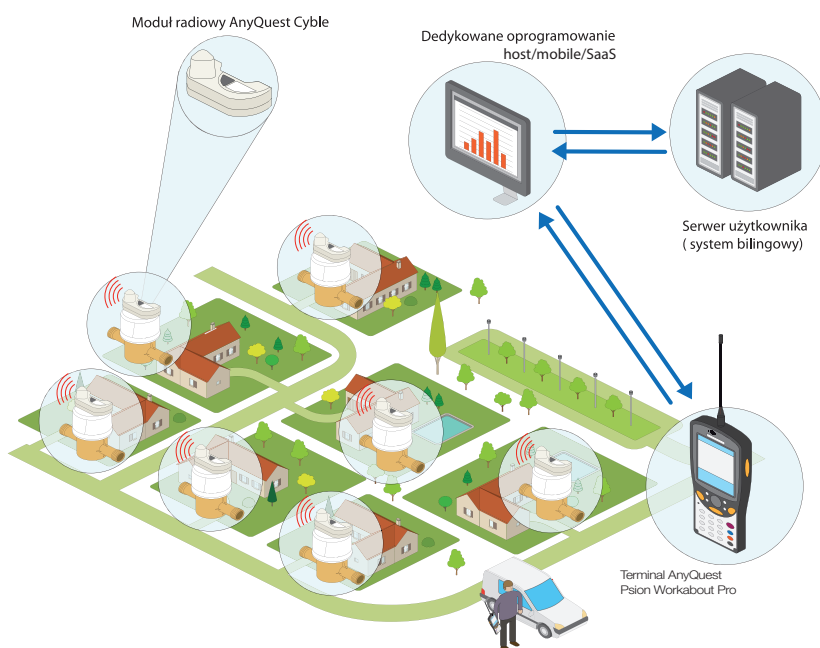 Moduł radiowy AnyQuest Cyble
Dedykowane oprogramowanie
host/mobile/SaaS
Serwer użytkownika
( system bilingowy)
Terminal AnyQuest
Psion Workabout Pro